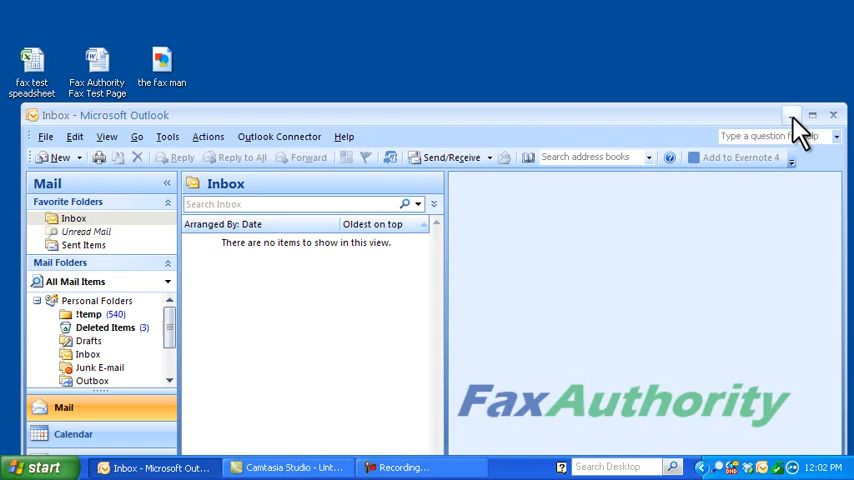 fax test
speadsheet
Fax Authority
Fax Test Page
the fax man
Inbox - Microsoft Outlook
File Edit View Go Tools Actions Outlook Connector Help
Type a question for help
New Reply Reply to All Forward Send/Receive Search address books Add to Evernote 4
Mail «
Favorite Folders
Inbox
Unread Mail
Sent Items
Mail Folders
All Mail Items
Personal Folders
!temp (540)
Deleted Items (3)
Drafts
Inbox
Junk E-mail
Outbox
Mail
Calendar
Inbox
Search Inbox
Arranged By: Date Oldest on top
There are no items to show in this view.
FaxAuthority
start Inbox - Microsoft Out... Camtasia Studio - Unt... Recording... Search Desktop 12:02 PM